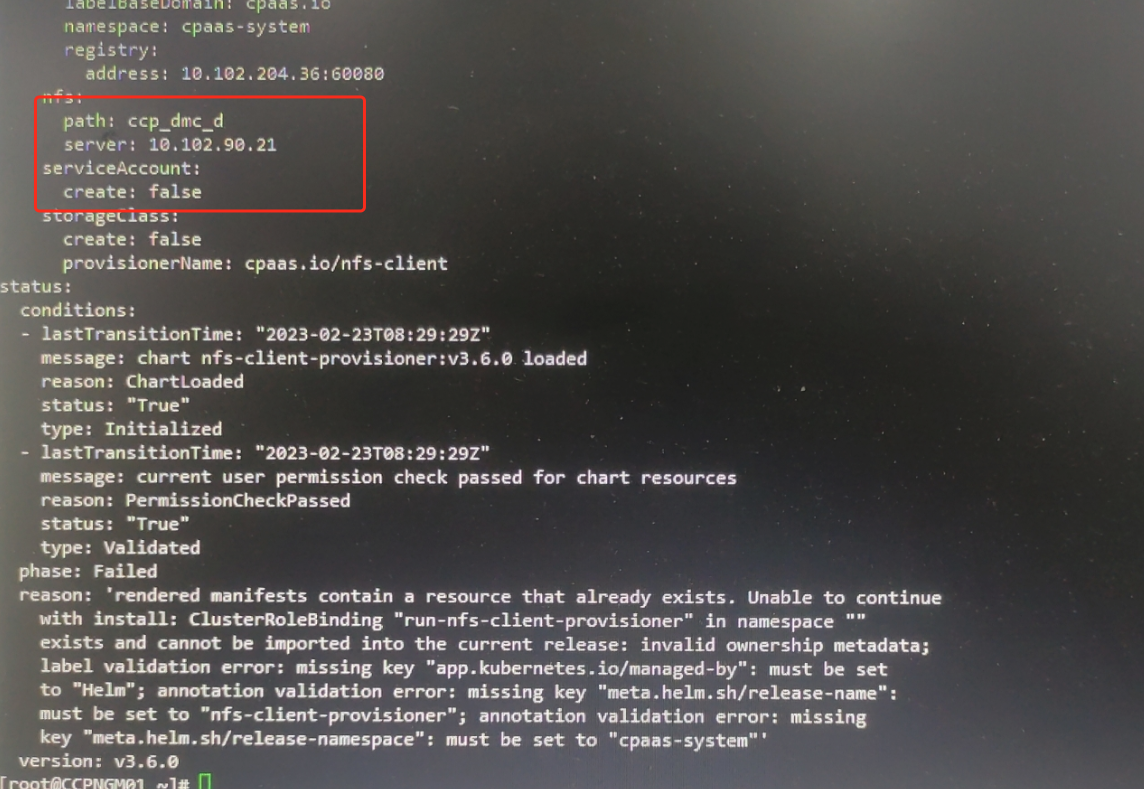 labelBaseDomain: cpaas.io
namespace: cpaas-system
registry:
address: 10.102.204.36:60080
nfs:
path: ccp_dmc_d
server: 10.102.90.21
serviceAccount:
create: false
storageClass:
create: false
provisionerName: cpaas.io/nfs-client
status:
conditions:
- lastTransitionTime: "2023-02-23T08:29:29Z"
message: chart nfs-client-provisioner:v3.6.0 loaded
reason: ChartLoaded
status: "True"
type: Initialized
- lastTransitionTime: "2023-02-23T08:29:29Z"
message: current user permission check passed for chart resources
reason: PermissionCheckPassed
status: "True"
type: Validated
phase: Failed
reason: 'rendered manifests contain a resource that already exists. Unable to continue
with install: ClusterRoleBinding "run-nfs-client-provisioner" in namespace ""
exists and cannot be imported into the current release: invalid ownership metadata;
label validation error: missing key "app.kubernetes.io/managed-by": must be set
to "Helm"; annotation validation error: missing key "meta.helm.sh/release-name":
must be set to "nfs-client-provisioner"; annotation validation error: missing
key "meta.helm.sh/release-namespace": must be set to "cpaas-system"'
version: v3.6.0
[root@CCPNGM01 ~]#